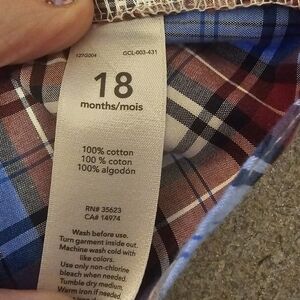 127G004 GCL-003-431
18
months/mois
100% cotton
100 % coton
100% algodón
RN# 35623
CA# 14974
Wash before use.
Turn garment inside out.
Machine wash cold with
like colors.
Use only non-chlorine
bleach when needed.
Tumble dry medium.
Warm iron if needed